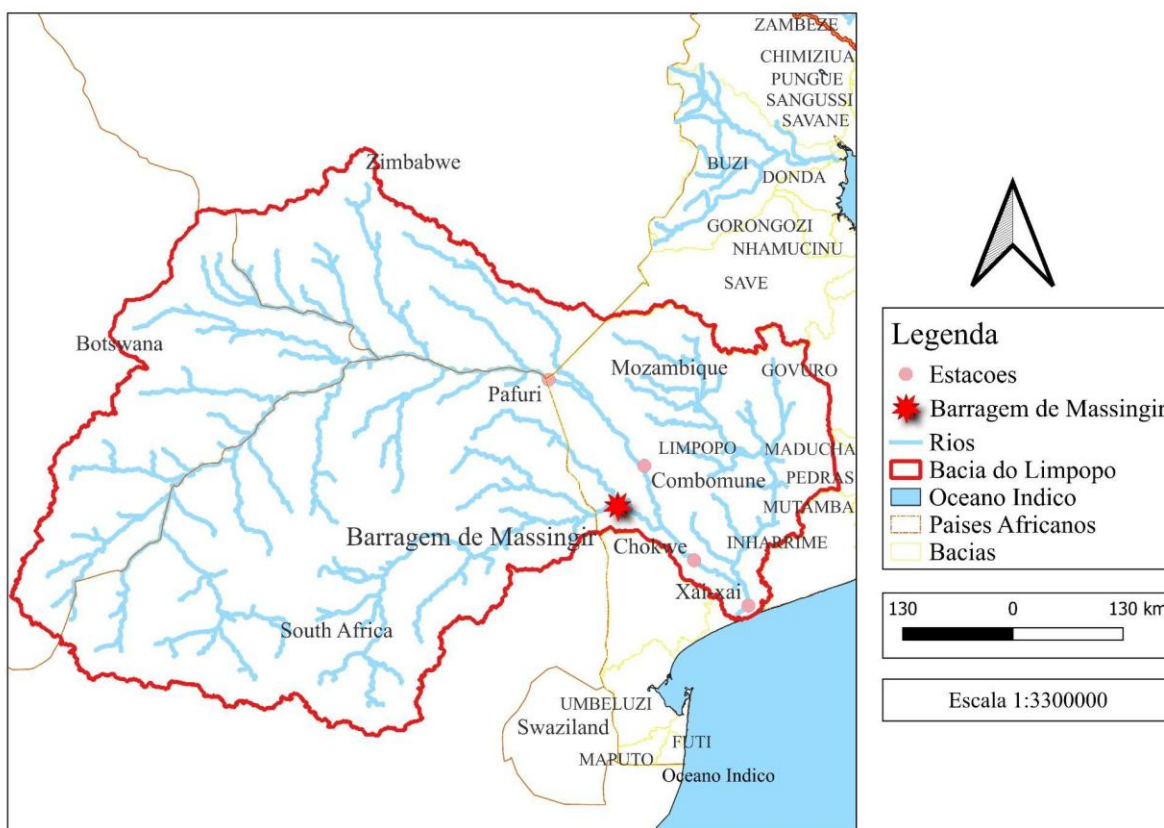 ZAMBEZE
CHIMIZIUA
PUNGUE
SANGUSSI
SAVANE
Zimbabwe
BUZI
DONDA
GORONGOZI
NHAMUCINU
SAVE
Botswana
Mozambique
GOVURO
Pafuri
LIMPOPO
MADUCHA
Combomune
PEDRAS
MUTAMBA
Barragem de Massingir
Chokwe
INHARRIME
Xai-xai
South Africa
UMBELUZI
Swaziland
FUTI
MAPUTO
Oceano Indico
Legenda
Estacoes
Barragem de Massingir
Rios
Bacia do Limpopo
Oceano Indico
Paises Africanos
Bacias
130 0 130 km
Escala 1:3300000